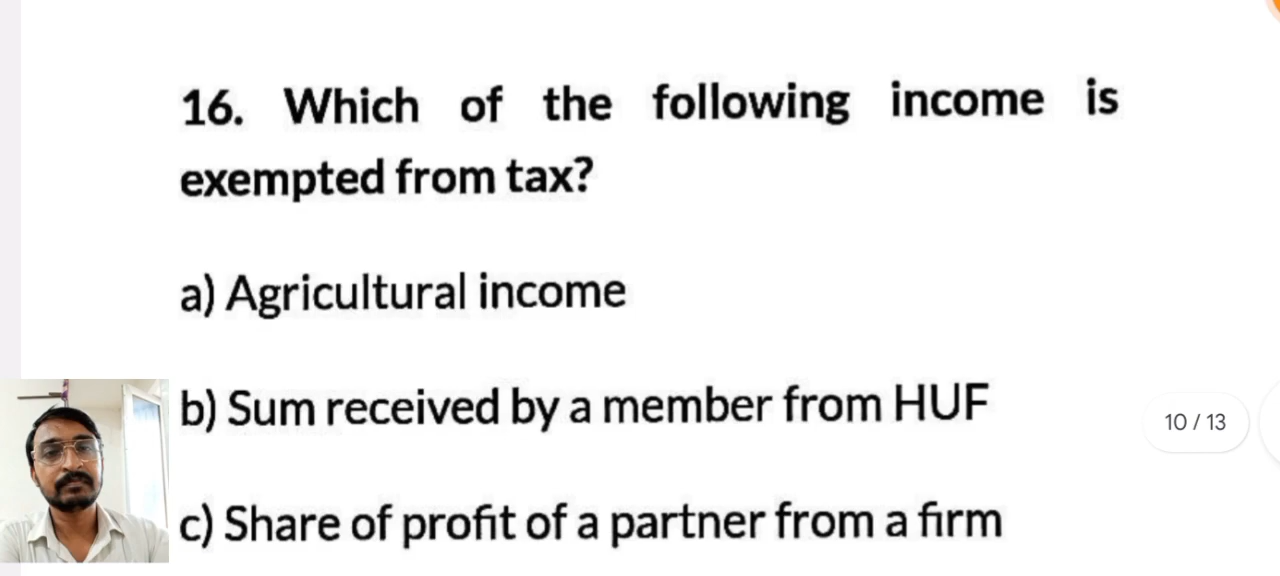 16. Which of the following income is
exempted from tax?
a) Agricultural income
b) Sum received by a member from HUF
10 / 13
c) Share of profit of a partner from a firm